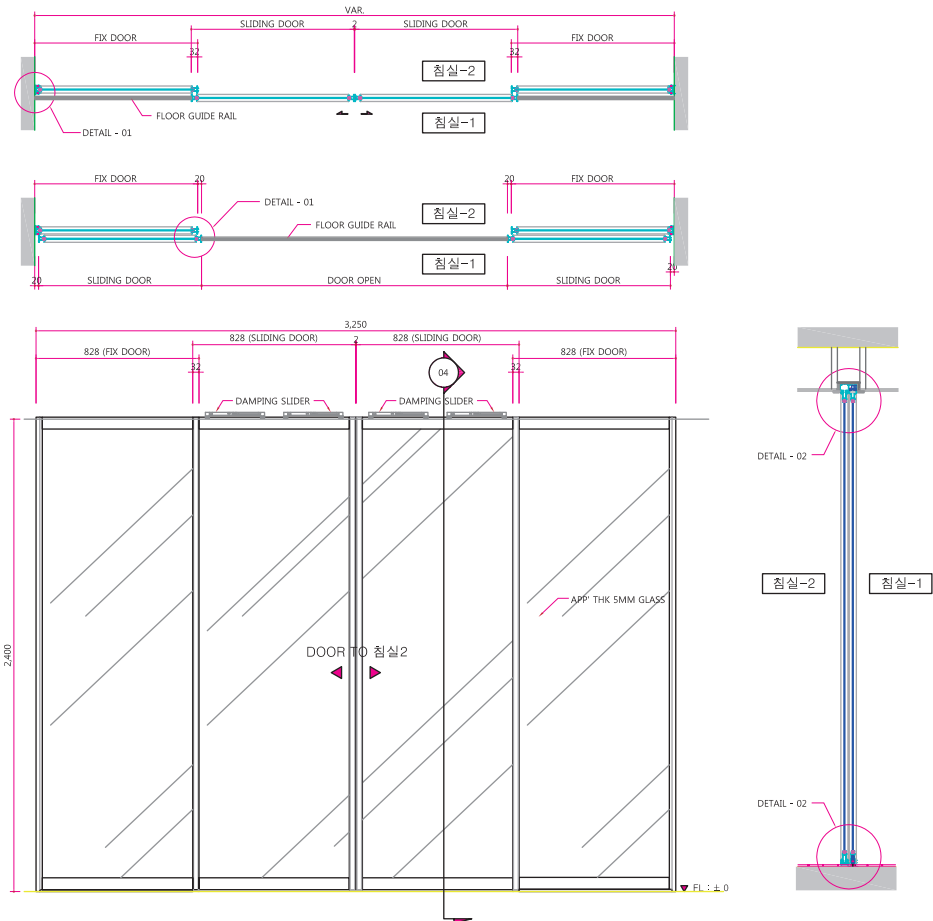 VAR.
SLIDING DOOR
2
SLIDING DOOR
FIX DOOR
FIX DOOR
32
32
침실-2
FLOOR GUIDE RAIL
침실-1
DETAIL - 01
FIX DOOR
20
20
FIX DOOR
DETAIL - 01
침실-2
FLOOR GUIDE RAIL
침실-1
20
SLIDING DOOR
DOOR OPEN
SLIDING DOOR
20
3,250
828 (SLIDING DOOR)
2
828 (SLIDING DOOR)
828 (FIX DOOR)
828 (FIX DOOR)
32
32
04
DAMPING SLIDER
DAMPING SLIDER
DETAIL - 02
침실-2
침실-1
APP' THK 5MM GLASS
2,400
DOOR TO 침실2
DETAIL - 02
FL : ± 0